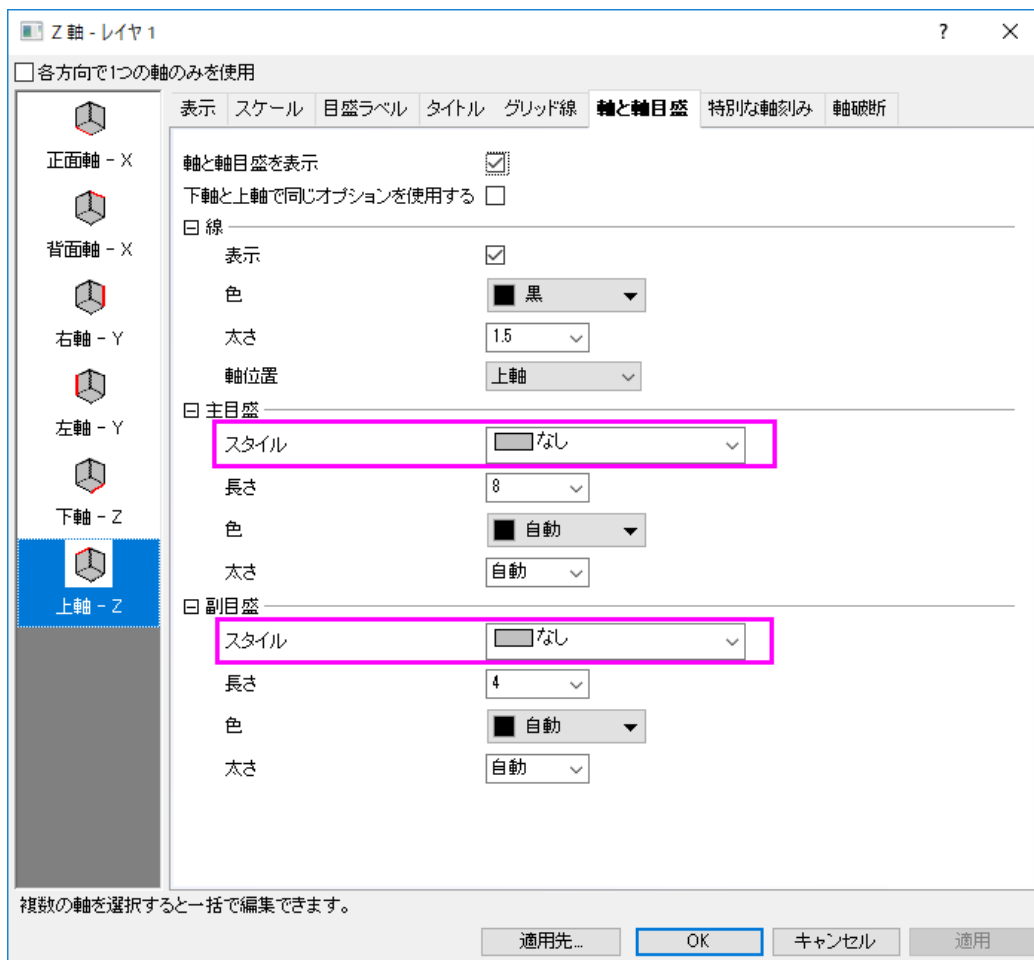 Z 軸 - レイヤ 1
?
各方向で1つの軸のみを使用
表示 スケール 目盛ラベル タイトル グリッド線 軸と軸目盛 特別な軸刻み 軸破断
正面軸 - X
背面軸 - X
右軸 - Y
左軸 - Y
下軸 - Z
上軸 - Z
軸と軸目盛を表示
下軸と上軸で同じオプションを使用する
線
表示
色 黒
太さ 1.5
軸位置 上軸
主目盛
スタイル なし
長さ 8
色 自動
太さ 自動
副目盛
スタイル なし
長さ 4
色 自動
太さ 自動
複数の軸を選択すると一括で編集できます。
適用先... OK キャンセル 適用